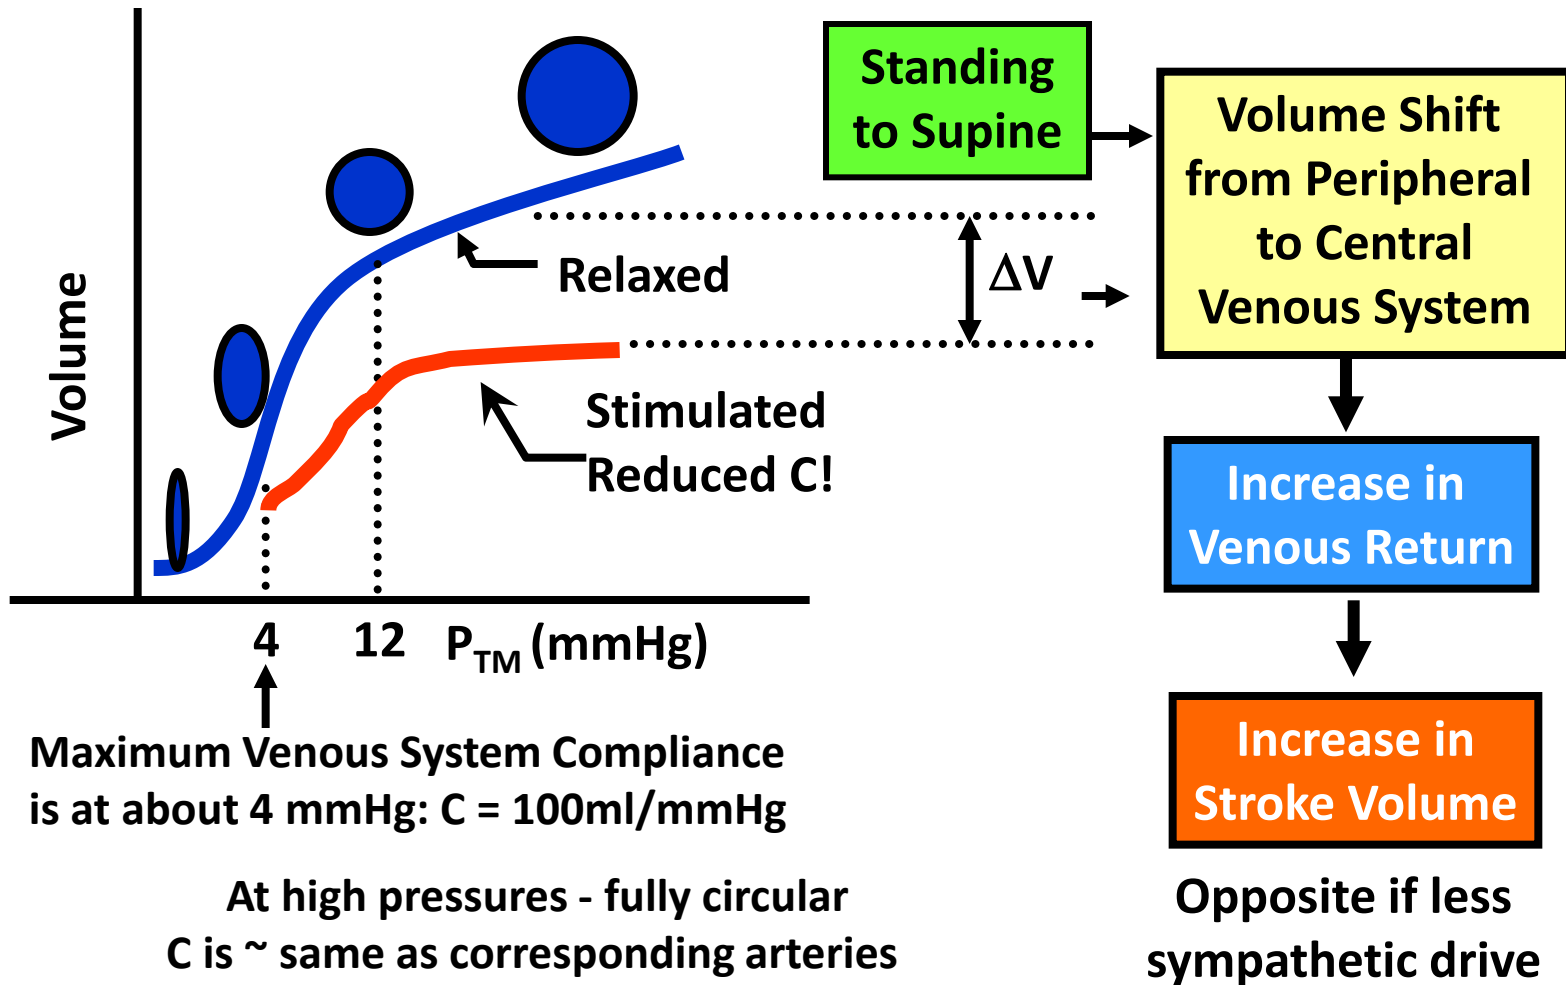 Standing
to Supine
Volume Shift
from Peripheral
to Central
Venous System
Volume
Relaxed
ΔV
Stimulated
Reduced C!
Increase in
Venous Return
4
12
PTM (mmHg)
Maximum Venous System Compliance
is at about 4 mmHg: C = 100ml/mmHg
Increase in
Stroke Volume
At high pressures - fully circular
C is ~ same as corresponding arteries
Opposite if less
sympathetic drive